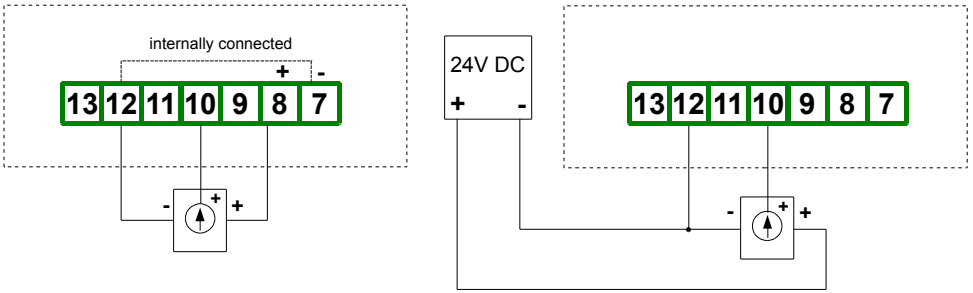 internally connected
+ -
13 12 11 10 9 8 7
- + +
24V DC
+ -
13 12 11 10 9 8 7
- + +